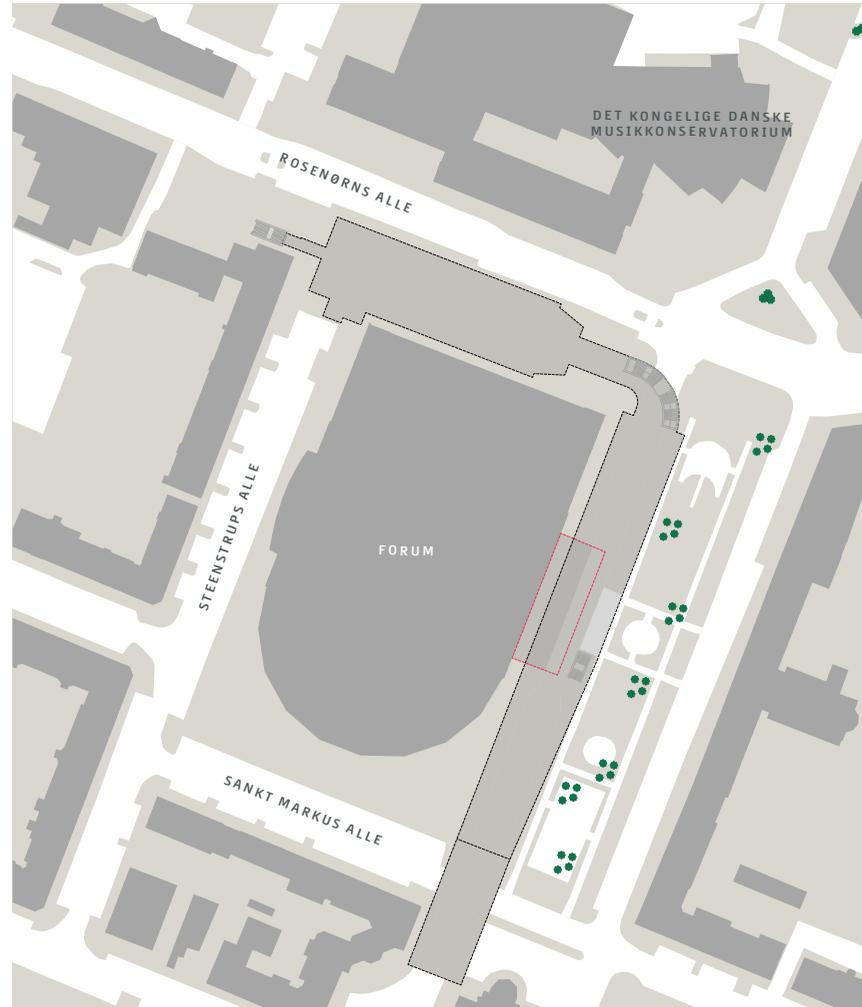 DET KONGELIGE DANSKE
MUSIKKONSERVATORIUM
ROSENØRNS ALLE
STEENSTRUPS ALLE
FORUM
SANKT MARKUS ALLE